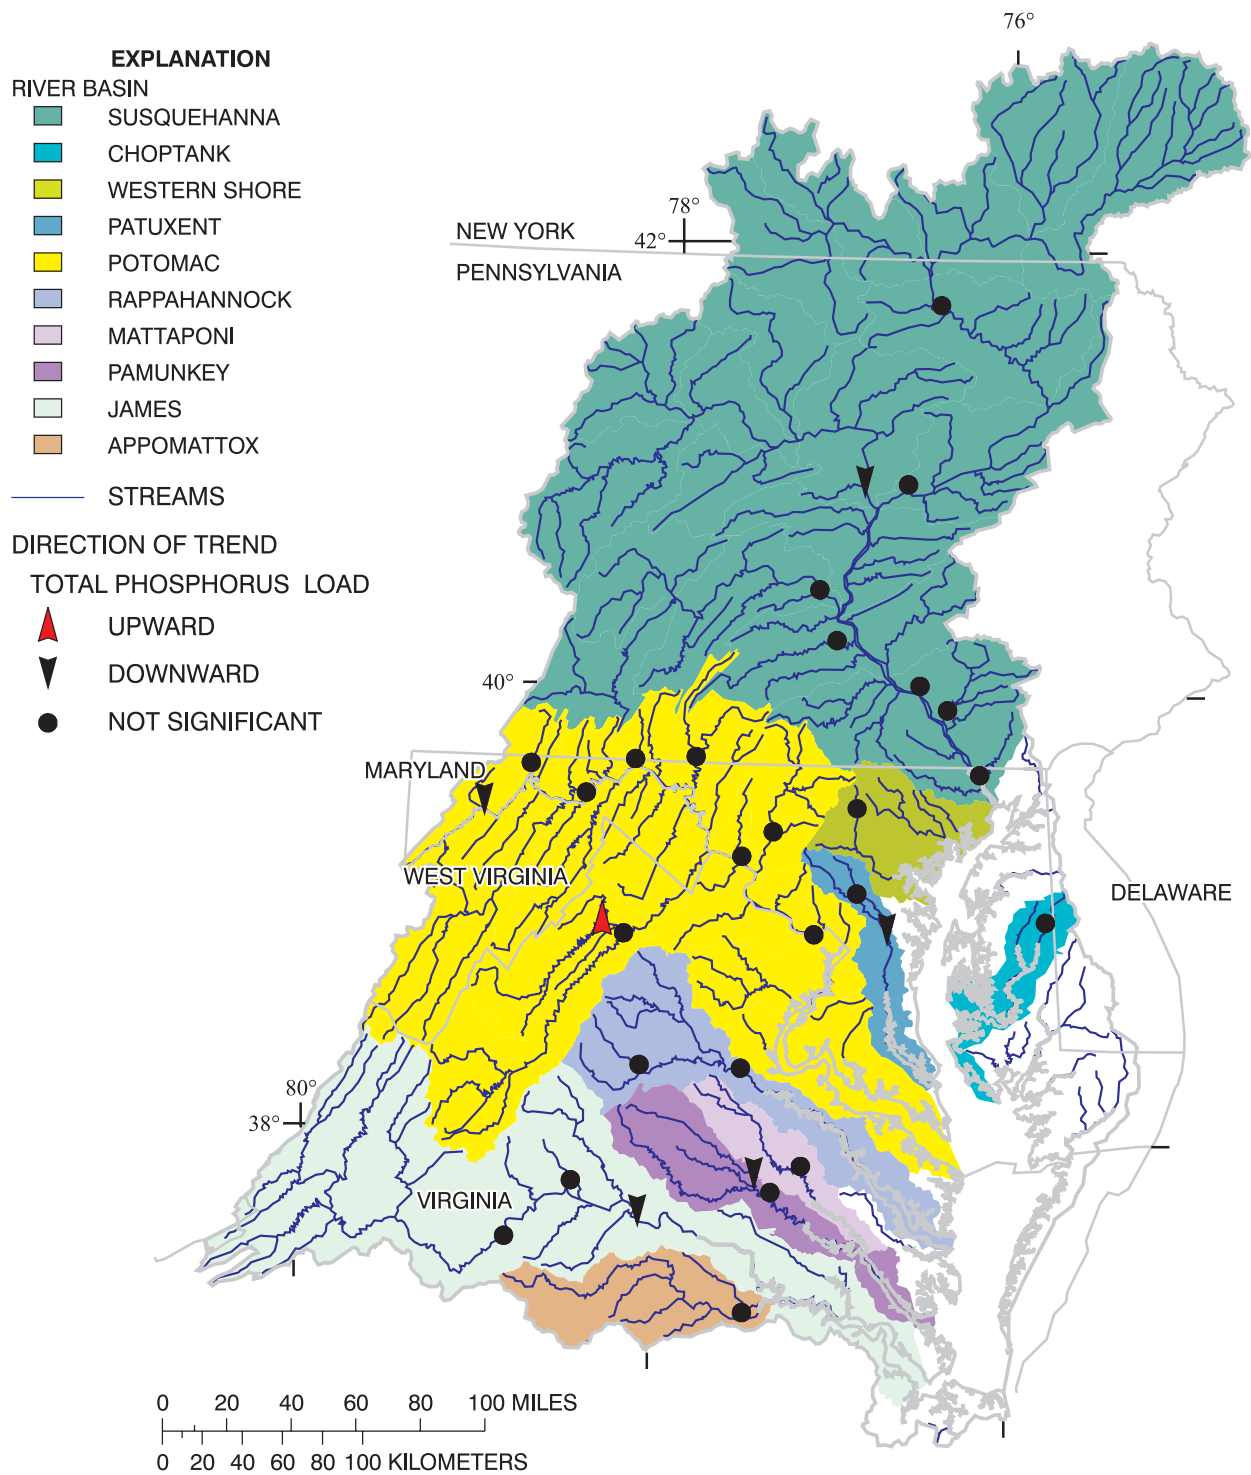 EXPLANATION
RIVER BASIN
SUSQUEHANNA
CHOPTANK
WESTERN SHORE
PATUXENT
POTOMAC
RAPPAHANNOCK
MATTAPONI
PAMUNKEY
JAMES
APPOMATTOX
STREAMS
DIRECTION OF TREND
TOTAL PHOSPHORUS LOAD
UPWARD
DOWNWARD
NOT SIGNIFICANT
76°
78°
42°
NEW YORK
PENNSYLVANIA
40°
MARYLAND
WEST VIRGINIA
DELAWARE
80°
38°
VIRGINIA
0 20 40 60 80 100 MILES
0 20 40 60 80 100 KILOMETERS